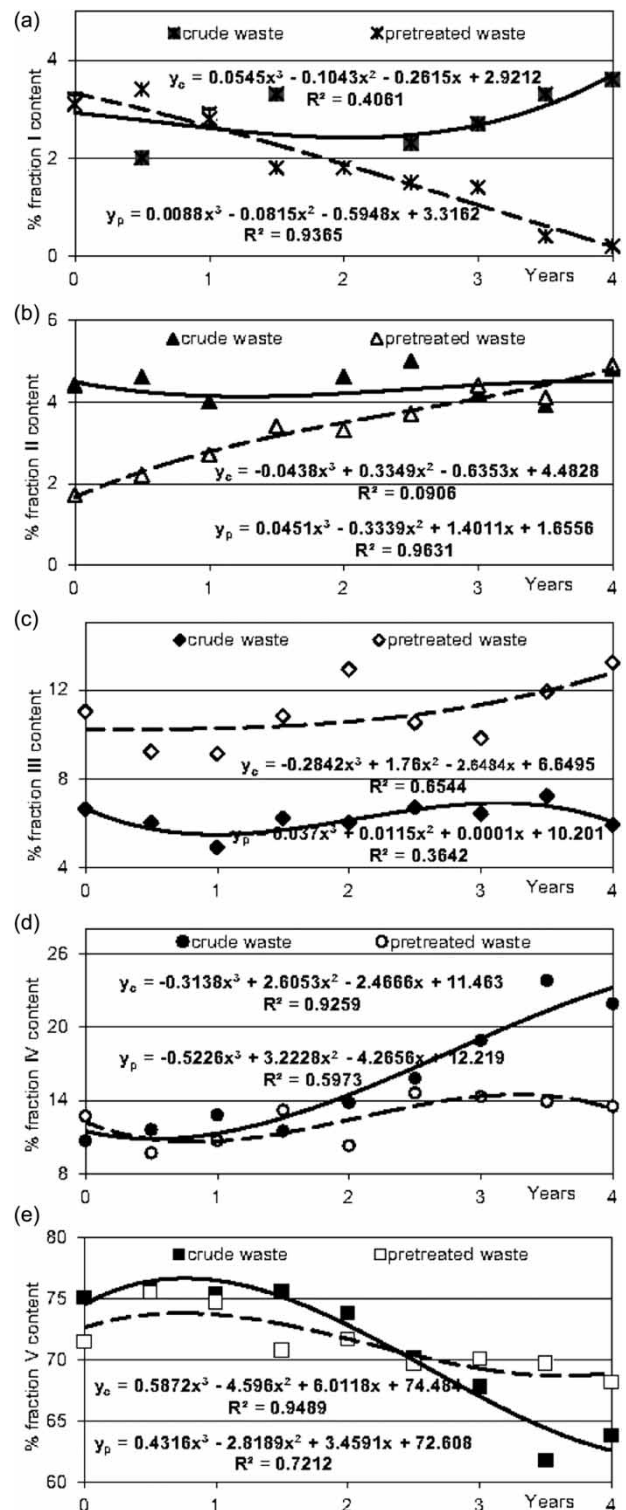 (a)
crude waste pretreated waste
4
y_c = 0.0545x³ - 0.1043x² - 0.2615x + 2.9212
R² = 0.4061
2
y_p = 0.0088x³ - 0.0815x² - 0.5948x + 3.3162
R² = 0.9365
0
% fraction I content
0 1 2 3 Years 4
(b)
6
crude waste pretreated waste
4
y_c = -0.0438x³ + 0.3349x² - 0.6353x + 4.4828
R² = 0.0906
2
y_p = 0.0451x³ - 0.3339x² + 1.4011x + 1.6556
R² = 0.9631
0
% fraction II content
0 1 2 3 Years 4
(c)
crude waste pretreated waste
12
y_c = -0.2842x³ + 1.76x² - 2.6484x + 6.6495
R² = 0.6544
8
y_p = 0.037x³ + 0.0115x² + 0.0001x + 10.201
R² = 0.3642
4
% fraction III content
0 1 2 3 Years 4
(d)
26
crude waste pretreated waste
y_c = -0.3138x³ + 2.6053x² - 2.4666x + 11.463
R² = 0.9259
20
y_p = -0.5226x³ + 3.2228x² - 4.2656x + 12.219
R² = 0.5973
14
8
% fraction IV content
0 1 2 3 Years 4
(e)
80
crude waste pretreated waste
75
70
y_c = 0.5872x³ - 4.596x² + 6.0118x + 74.484
R² = 0.9489
65
y_p = 0.4316x³ - 2.8189x² + 3.4591x + 72.608
R² = 0.7212
60
% fraction V content
0 1 2 3 Years 4